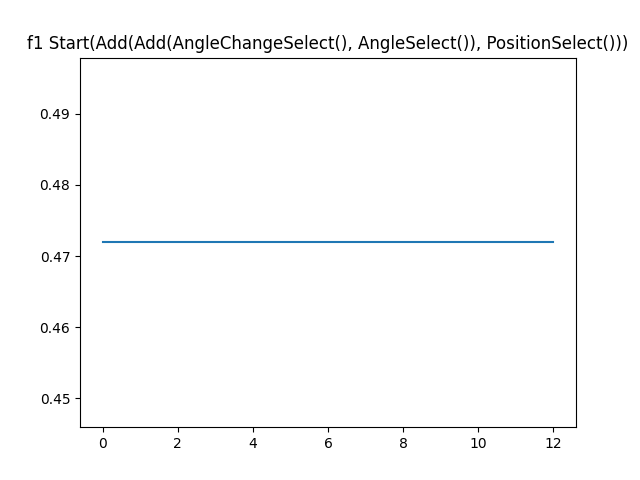 f1 Start(Add(Add(AngleChangeSelect(), AngleSelect()), PositionSelect()))
0.49
0.48
0.47
0.46
0.45
0 2 4 6 8 10 12